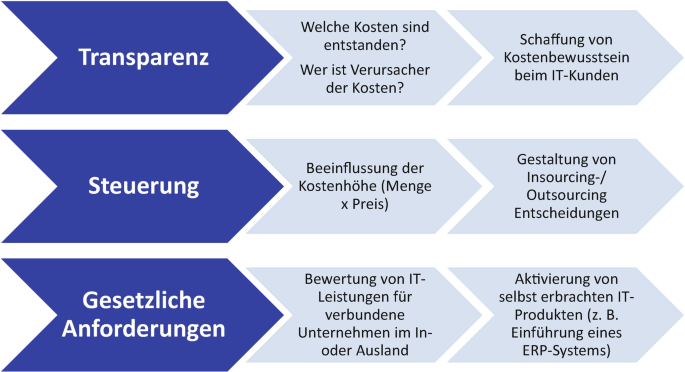 Transparenz
Welche Kosten sind
entstanden?
Wer ist Verursacher
der Kosten?
Schaffung von
Kostenbewusstsein
beim IT-Kunden
Steuerung
Beeinflussung der
Kostenhöhe (Menge
x Preis)
Gestaltung von
Insourcing-/
Outsourcing
Entscheidungen
Gesetzliche
Anforderungen
Bewertung von IT-
Leistungen für
verbundene
Unternehmen im In-
oder Ausland
Aktivierung von
selbst erbrachten IT-
Produkten (z. B.
Einführung eines
ERP-Systems)